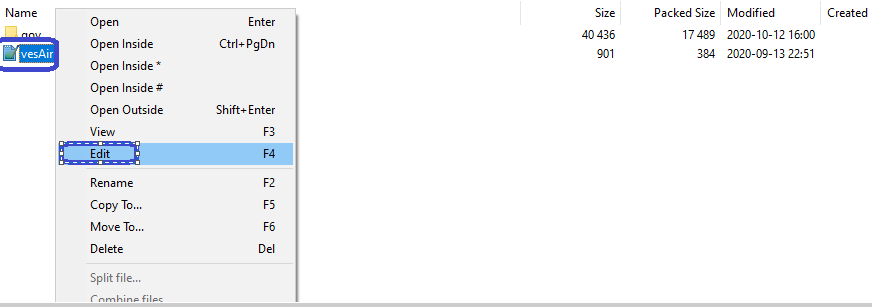 Name Size Packed Size Modified Created
gov 40 436 17 489 2020-10-12 16:00
vesAir 901 384 2020-09-13 22:51
Open Enter
Open Inside Ctrl+PgDn
Open Inside *
Open Inside #
Open Outside Shift+Enter
View F3
Edit F4
Rename F2
Copy To... F5
Move To... F6
Delete Del
Split file...
Combine files